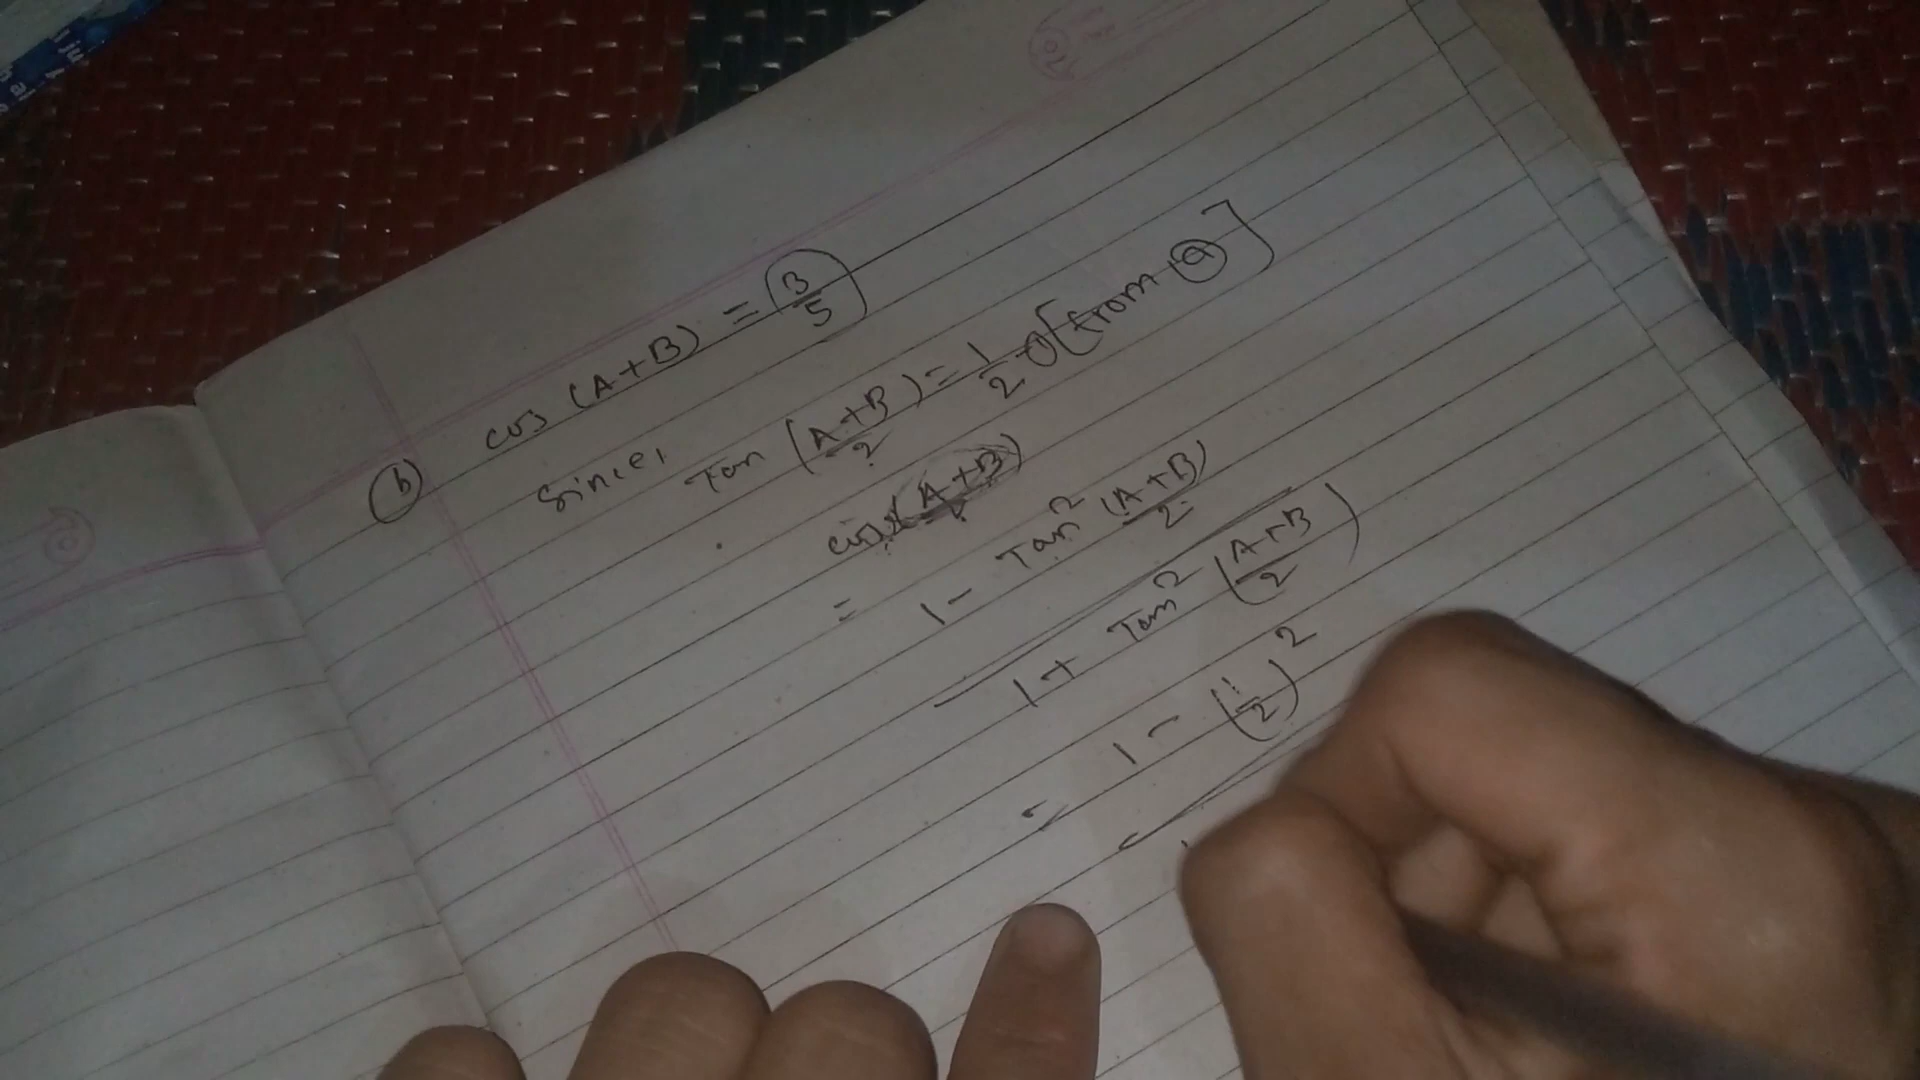 (b) cos (A+B) = (3/5)
Since, Tan (A+B/2) = 1/2 [from (a)]
cos (A+B)
= 1 - Tan² (A+B)/2
1 + Tan² (A+B/2)
= 1 - (1/2)²